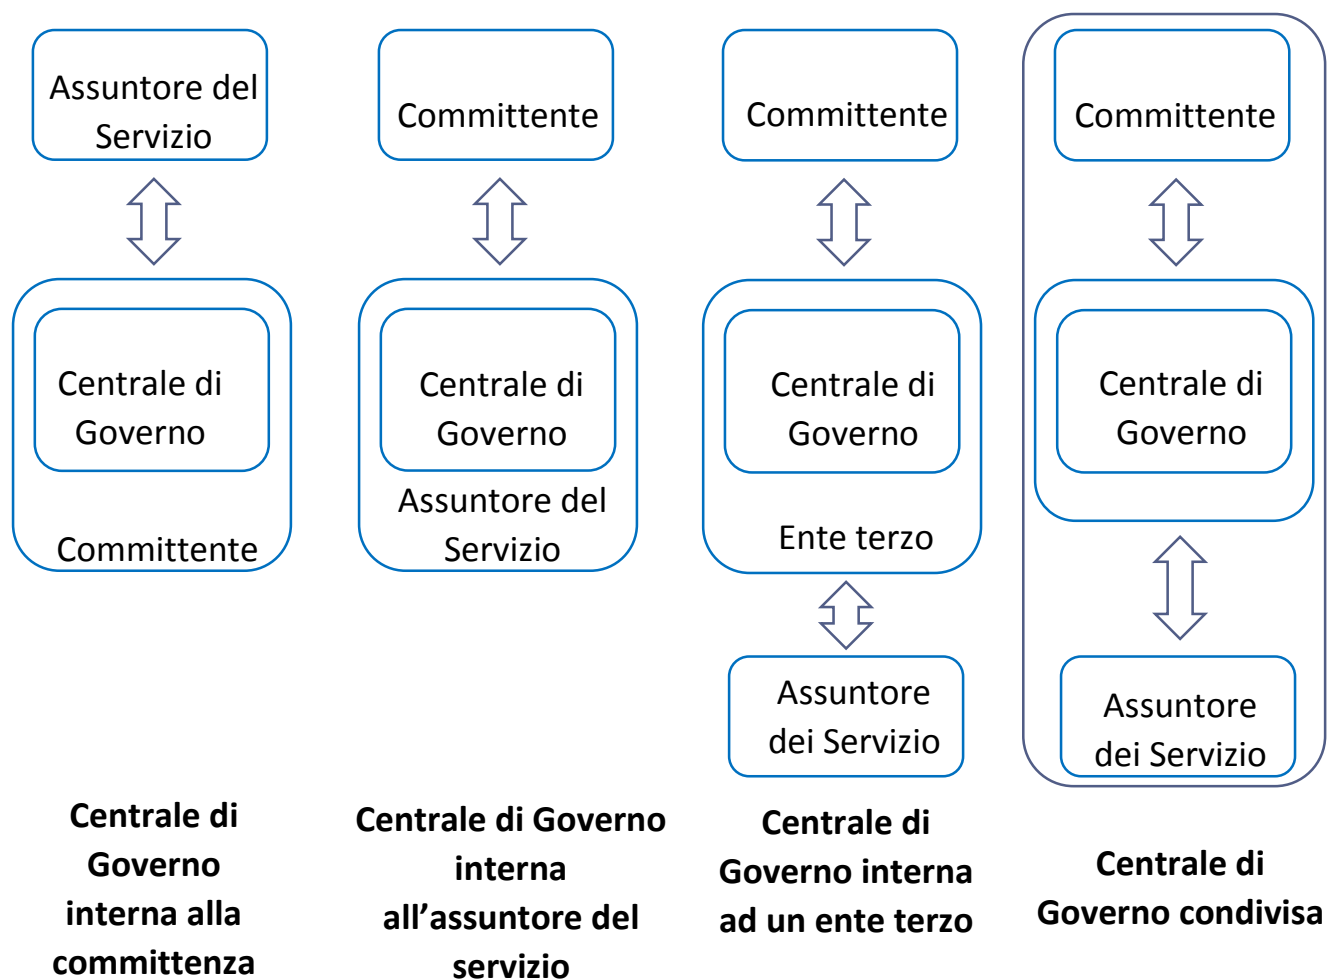 Assuntore del
Servizio
Centrale di
Governo
Committente
Centrale di
Governo
interna alla
committenza
Committente
Centrale di
Governo
Assuntore del
Servizio
Centrale di Governo
interna
all’assuntore del
servizio
Committente
Centrale di
Governo
Ente terzo
Assuntore
dei Servizio
Centrale di
Governo interna
ad un ente terzo
Committente
Centrale di
Governo
Assuntore
dei Servizio
Centrale di
Governo condivisa